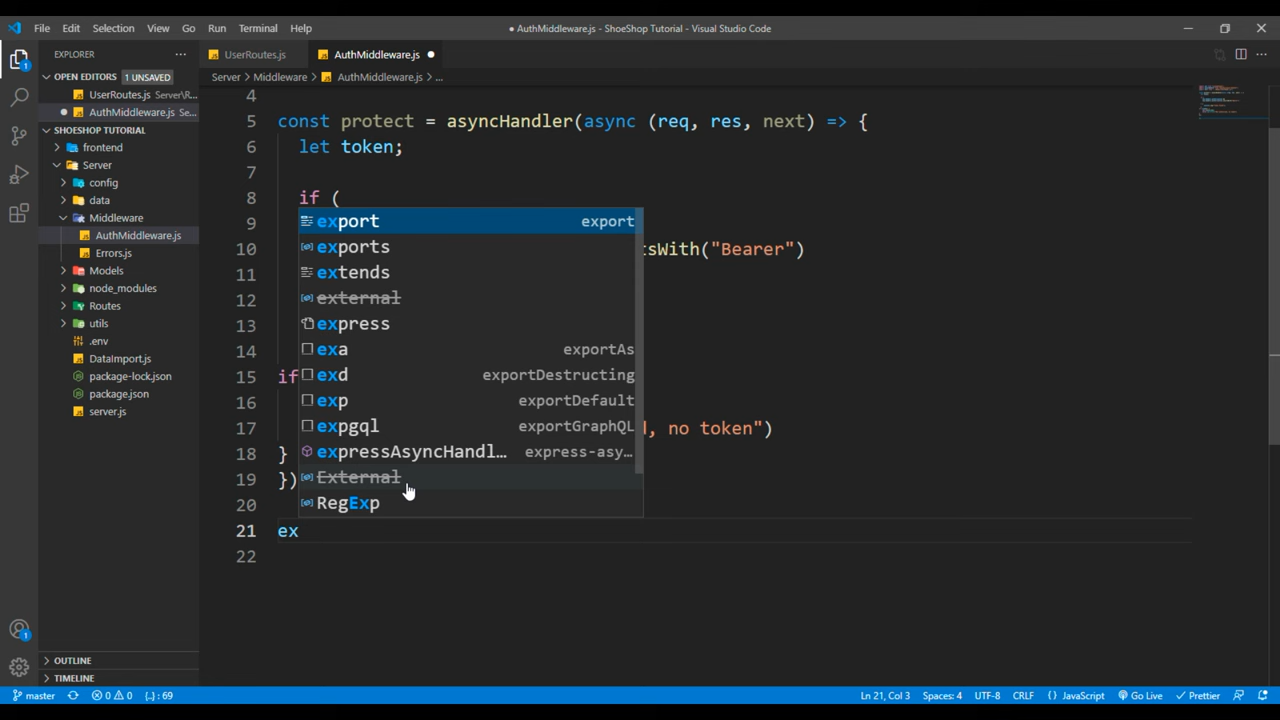 File Edit Selection View Go Run Terminal Help
● AuthMiddleware.js - ShoeShop Tutorial - Visual Studio Code
EXPLORER
OPEN EDITORS 1 UNSAVED
UserRoutes.js Server\R...
AuthMiddleware.js Se...
SHOESHOP TUTORIAL
frontend
Server
config
data
Middleware
AuthMiddleware.js
Errors.js
Models
node_modules
Routes
utils
.env
DataImport.js
package-lock.json
package.json
server.js
OUTLINE
TIMELINE
UserRoutes.js AuthMiddleware.js ●
Server > Middleware > AuthMiddleware.js > ...
4
5 const protect = asyncHandler(async (req, res, next) => {
6 let token;
7
8 if (
9
10 tsWith("Bearer")
11
12
13
14
15 if
16
17 , no token")
18 }
19 })
20
21 ex
22
export export
exports
extends
external
express
exa exportAs
exd exportDestructing
exp exportDefault
expgql exportGraphQL
expressAsyncHandl... express-asy...
External
RegExp
1
1
master 0 0 {..} : 69 Ln 21, Col 3 Spaces: 4 UTF-8 CRLF {} JavaScript Go Live Prettier